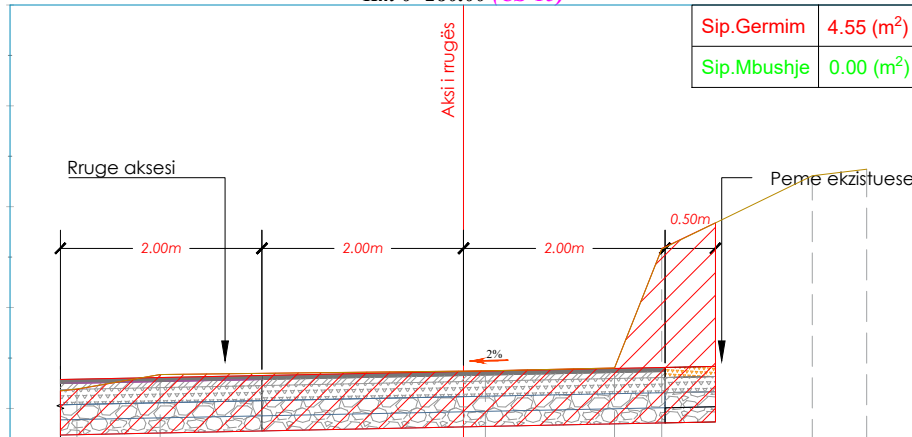 Sip.Germim 4.55 (m²)
Sip.Mbushje 0.00 (m²)
Aksi i rrugës
Rruge aksesi
Peme ekzistuese
0.50m
2.00m 2.00m 2.00m
2%